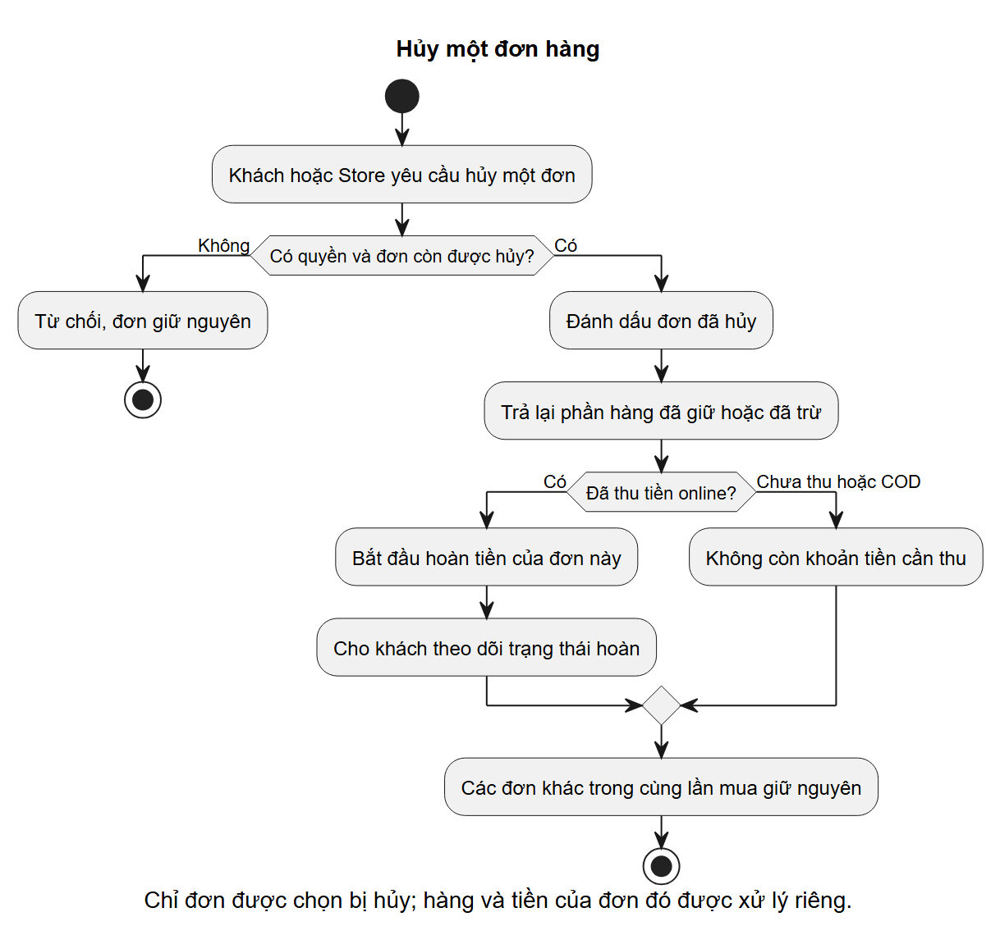 Hủy một đơn hàng
Khách hoặc Store yêu cầu hủy một đơn
Không
Có quyền và đơn còn được hủy?
Có
Từ chối, đơn giữ nguyên
Đánh dấu đơn đã hủy
Trả lại phần hàng đã giữ hoặc đã trừ
Có
Đã thu tiền online?
Chưa thu hoặc COD
Bắt đầu hoàn tiền của đơn này
Không còn khoản tiền cần thu
Cho khách theo dõi trạng thái hoàn
Các đơn khác trong cùng lần mua giữ nguyên
Chỉ đơn được chọn bị hủy; hàng và tiền của đơn đó được xử lý riêng.